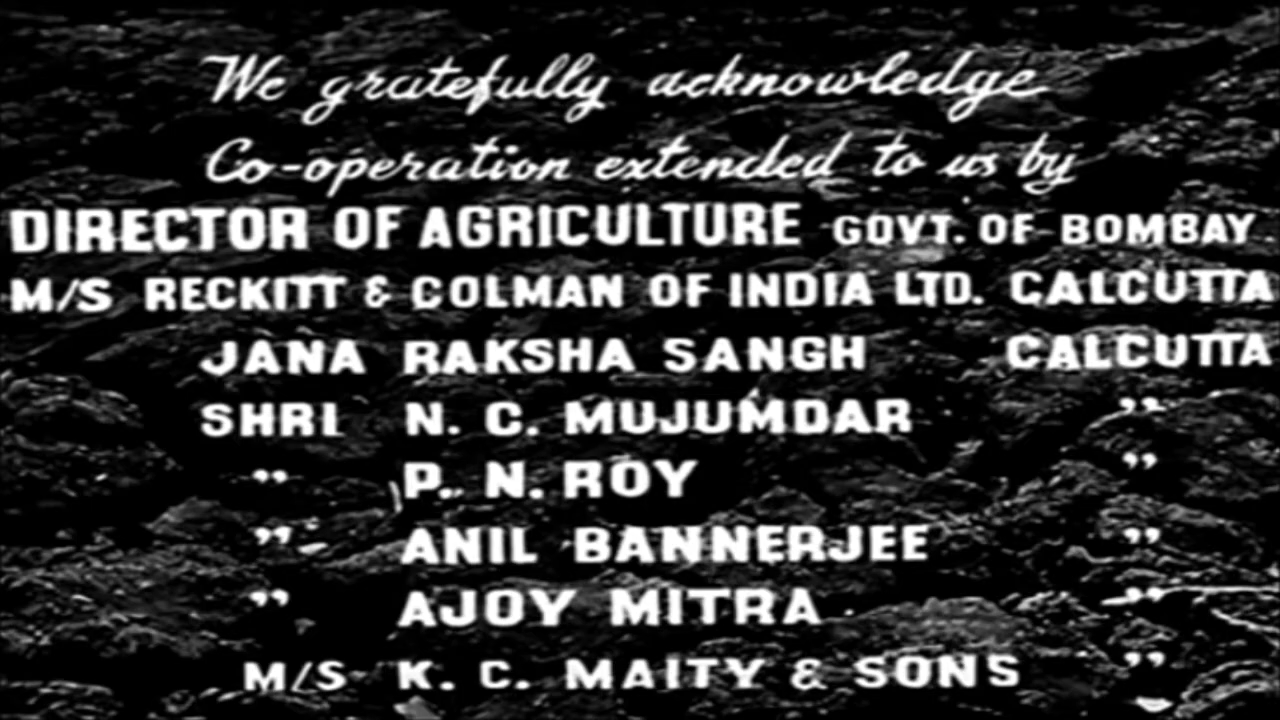 We gratefully acknowledge
Co-operation extended to us by
DIRECTOR OF AGRICULTURE GOVT. OF BOMBAY.
M/S RECKITT & COLMAN OF INDIA LTD. CALCUTTA
JANA RAKSHA SANGH CALCUTTA
SHRI N. C. MUJUMDAR ”
” P. N. ROY ”
” ANIL BANNERJEE ”
” AJOY MITRA ”
M/S K. C. MAITY & SONS ”